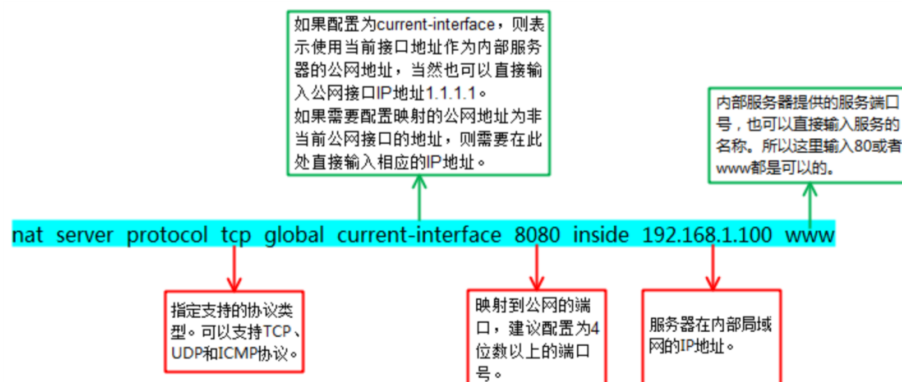 如果配置为current-interface，则表
示使用当前接口地址作为内部服务
器的公网地址，当然也可以直接输
入公网接口IP地址1.1.1.1。
如果需要配置映射的公网地址为非
当前公网接口的地址，则需要在此
处直接输入相应的IP地址。
内部服务器提供的服务端口
号，也可以直接输入服务的
名称。所以这里输入80或者
www都是可以的。
nat server protocol tcp global current-interface 8080 inside 192.168.1.100 www
指定支持的协议类
型。可以支持TCP、
UDP和ICMP协议。
映射到公网的端
口，建议配置为4
位数以上的端口
号。
服务器在内部局域
网的IP地址。